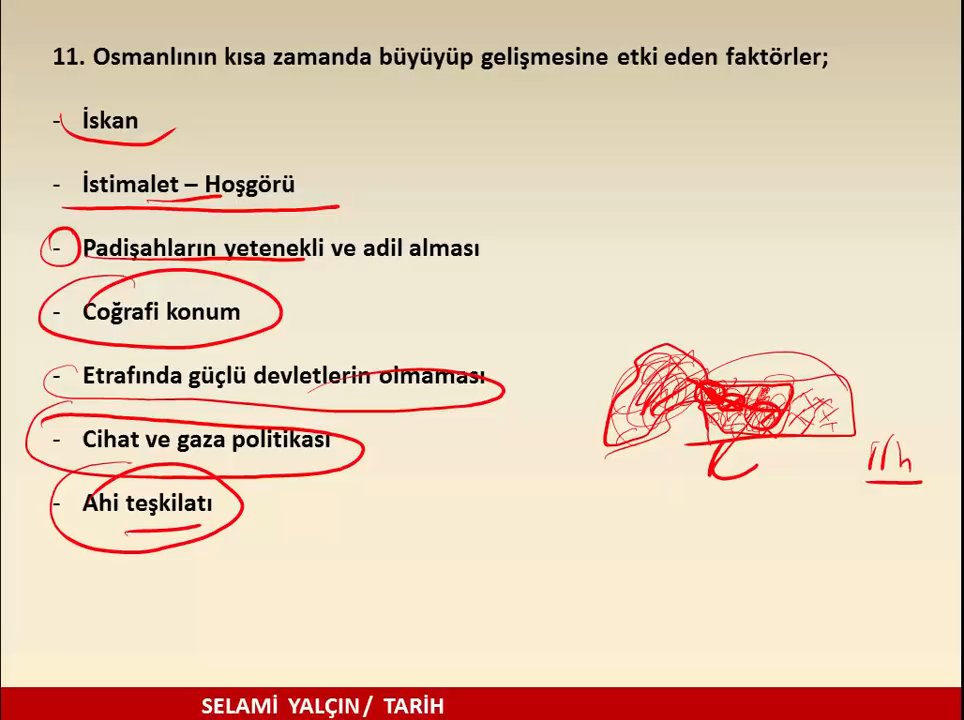 11. Osmanlının kısa zamanda büyüyüp gelişmesine etki eden faktörler;
- İskan
- İstimalet – Hoşgörü
- Padişahların yetenekli ve adil alması
- Coğrafi konum
- Etrafında güçlü devletlerin olmaması
- Cihat ve gaza politikası
- Ahi teşkilatı
SELAMİ YALÇIN / TARİH